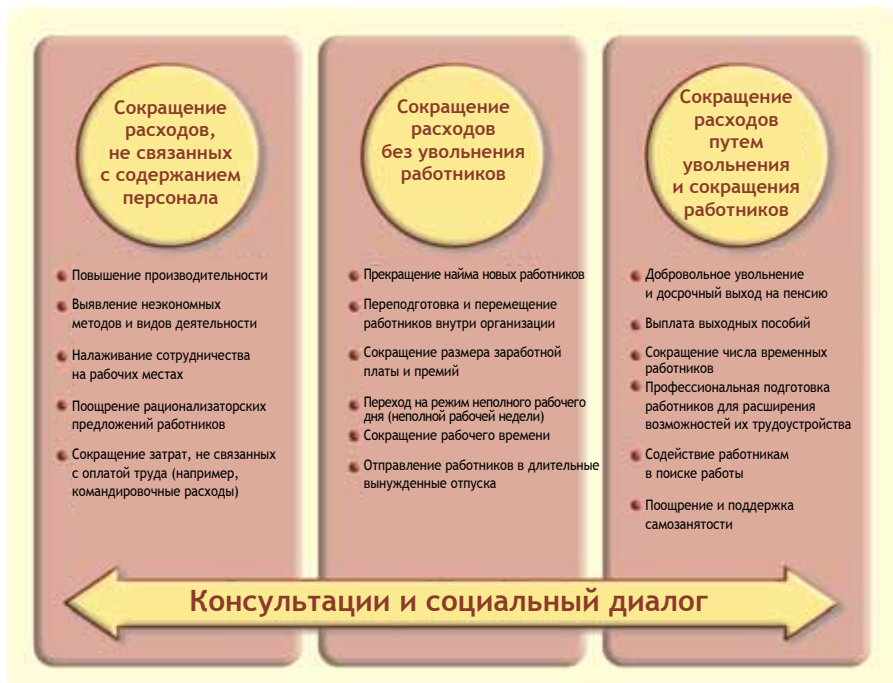 Сокращение
расходов,
не связанных
с содержанием
персонала
Повышение производительности
Выявление неэкономных
методов и видов деятельности
Налаживание сотрудничества
на рабочих местах
Поощрение рационализаторских
предложений работников
Сокращение затрат, не связанных
с оплатой труда (например,
командировочные расходы)
Сокращение
расходов
без увольнения
работников
Прекращение найма новых работников
Переподготовка и перемещение
работников внутри организации
Сокращение размера заработной
платы и премий
Переход на режим неполного рабочего
дня (неполной рабочей недели)
Сокращение рабочего времени
Отправление работников в длительные
вынужденные отпуска
Сокращение
расходов
путем
увольнения
и сокращения
работников
Добровольное увольнение
и досрочный выход на пенсию
Выплата выходных пособий
Сокращение числа временных
работников
Профессиональная подготовка
работников для расширения
возможностей их трудоустройства
Содействие работникам
в поиске работы
Поощрение и поддержка
самозанятости
Консультации и социальный диалог